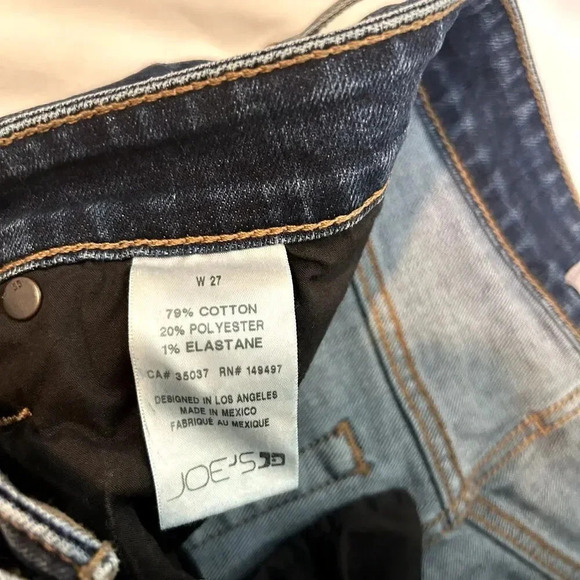 W 27
79% COTTON
20% POLYESTER
1% ELASTANE
CA# 35037 RN# 149497
DESIGNED IN LOS ANGELES
MADE IN MEXICO
FABRIQUÉ AU MEXIQUE
JOE'S